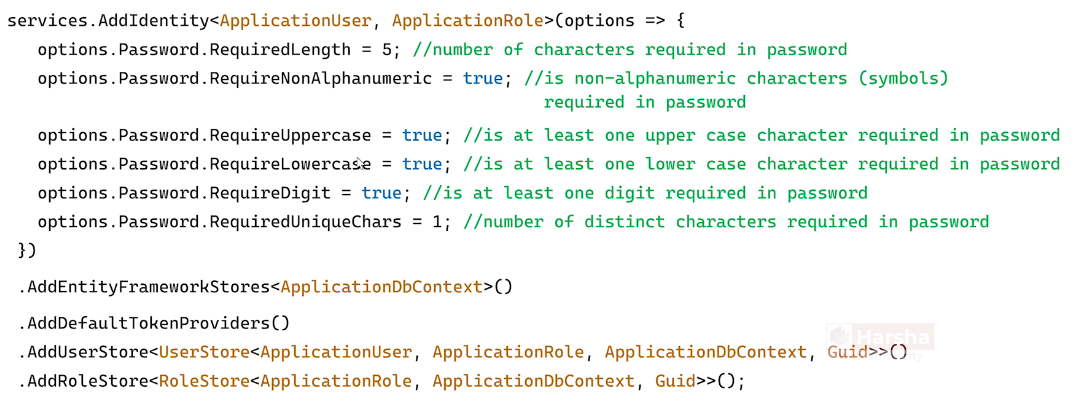 services.AddIdentity<ApplicationUser, ApplicationRole>(options => {
options.Password.RequiredLength = 5; //number of characters required in password
options.Password.RequireNonAlphanumeric = true; //is non-alphanumeric characters (symbols)
required in password
options.Password.RequireUppercase = true; //is at least one upper case character required in password
options.Password.RequireLowercase = true; //is at least one lower case character required in password
options.Password.RequireDigit = true; //is at least one digit required in password
options.Password.RequiredUniqueChars = 1; //number of distinct characters required in password
})
.AddEntityFrameworkStores<ApplicationDbContext>()
.AddDefaultTokenProviders()
Harsha
.AddUserStore<UserStore<ApplicationUser, ApplicationRole, ApplicationDbContext, Guid>>()
.AddRoleStore<RoleStore<ApplicationRole, ApplicationDbContext, Guid>>();